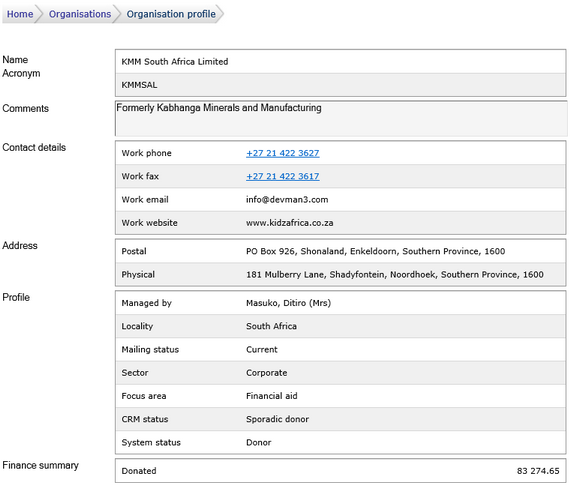 Home Organisations Organisation profile
Name KMM South Africa Limited
Acronym KMMSAL
Comments Formerly Kabhanga Minerals and Manufacturing
Contact details Work phone +27 21 422 3627
Work fax +27 21 422 3617
Work email info@devman3.com
Work website www.kidzafrica.co.za
Address Postal PO Box 926, Shonaland, Enkeldoorn, Southern Province, 1600
Physical 181 Mulberry Lane, Shadyfontein, Noordhoek, Southern Province, 1600
Profile Managed by Masuko, Ditiro (Mrs)
Locality South Africa
Mailing status Current
Sector Corporate
Focus area Financial aid
CRM status Sporadic donor
System status Donor
Finance summary Donated 83 274.65